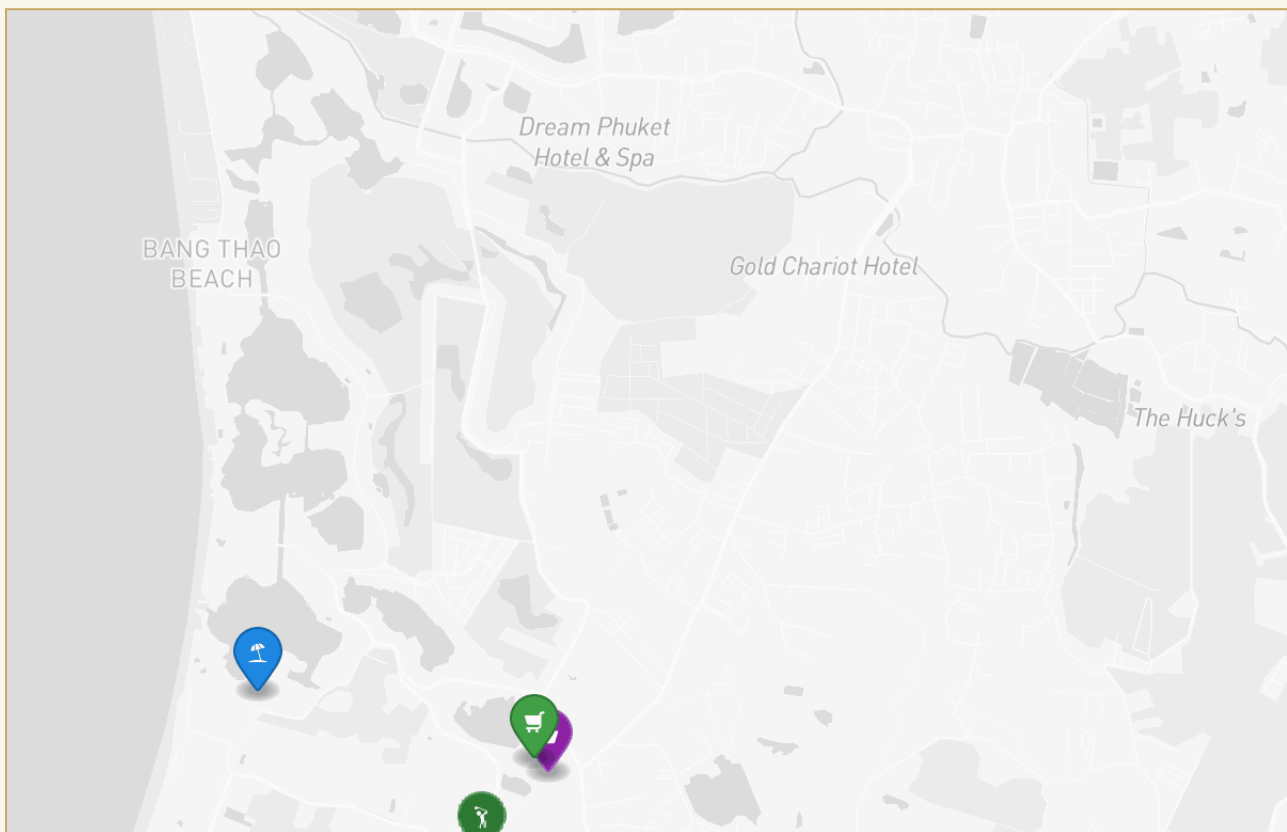 Dream Phuket
Hotel & Spa
BANG THAO
BEACH
Gold Chariot Hotel
The Huck's